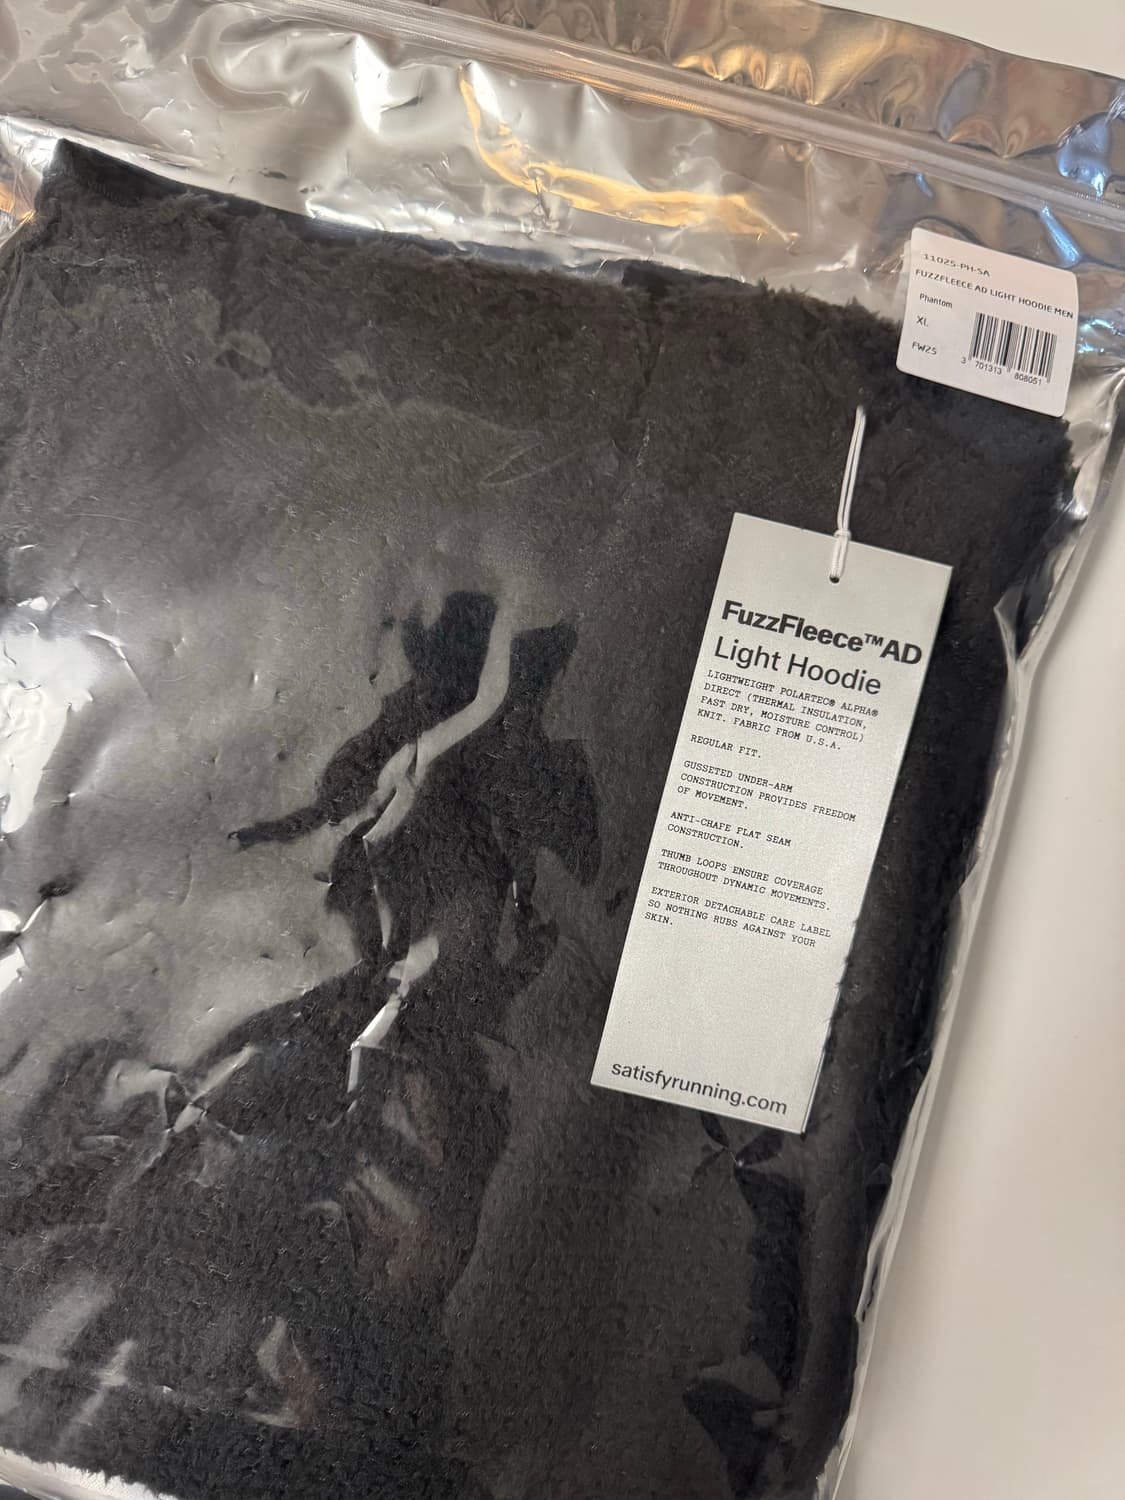 11025-PH-SA
FUZZFLEECE AD LIGHT HOODIE MEN
Phantom
XL
FW25
3 701313 808051
FuzzFleece™AD
Light Hoodie
LIGHTWEIGHT POLARTEC® ALPHA®
DIRECT (THERMAL INSULATION,
FAST DRY, MOISTURE CONTROL)
KNIT. FABRIC FROM U.S.A.
REGULAR FIT.
GUSSETED UNDER-ARM
CONSTRUCTION PROVIDES FREEDOM
OF MOVEMENT.
ANTI-CHAFE FLAT SEAM
CONSTRUCTION.
THUMB LOOPS ENSURE COVERAGE
THROUGHOUT DYNAMIC MOVEMENTS.
EXTERIOR DETACHABLE CARE LABEL
SO NOTHING RUBS AGAINST YOUR
SKIN.
satisfyrunning.com